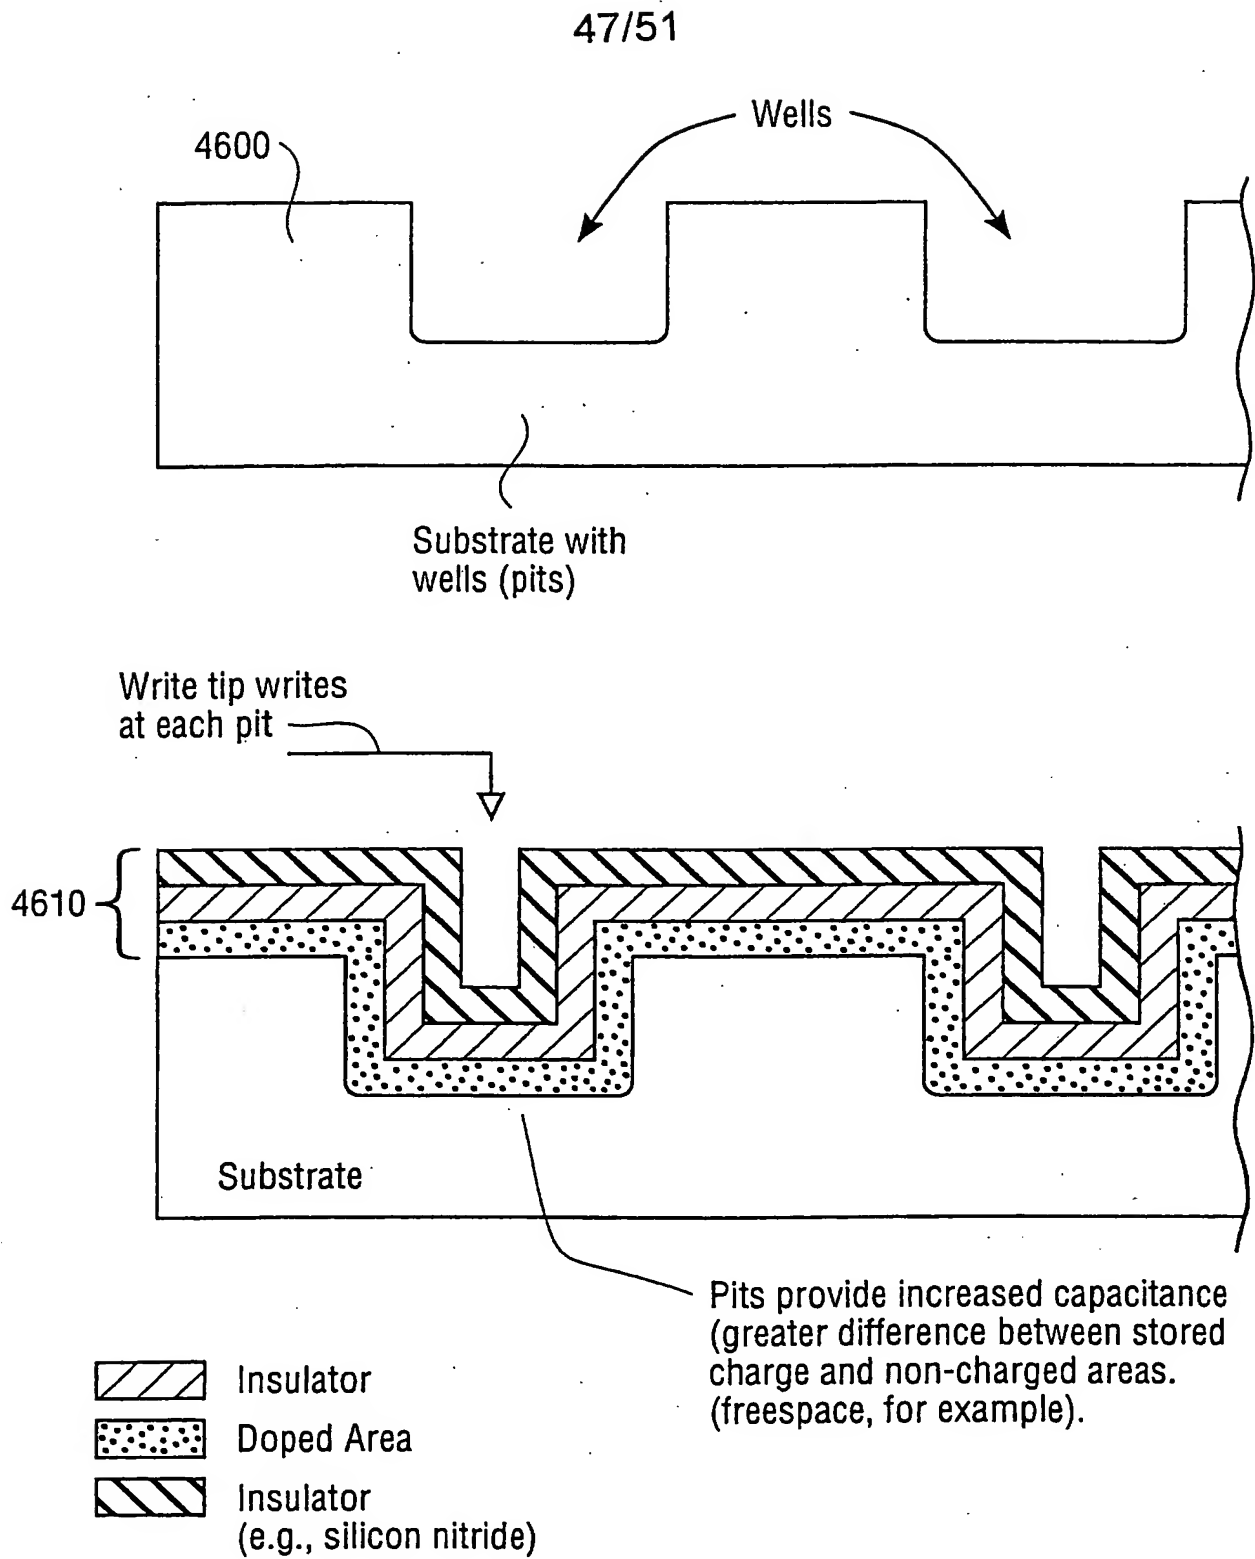 47/51
Wells
4600
Substrate with
wells (pits)
Write tip writes
at each pit
4610
Substrate
Pits provide increased capacitance
(greater difference between stored
charge and non-charged areas.
(freespace, for example).
Insulator
Doped Area
Insulator
(e.g., silicon nitride)